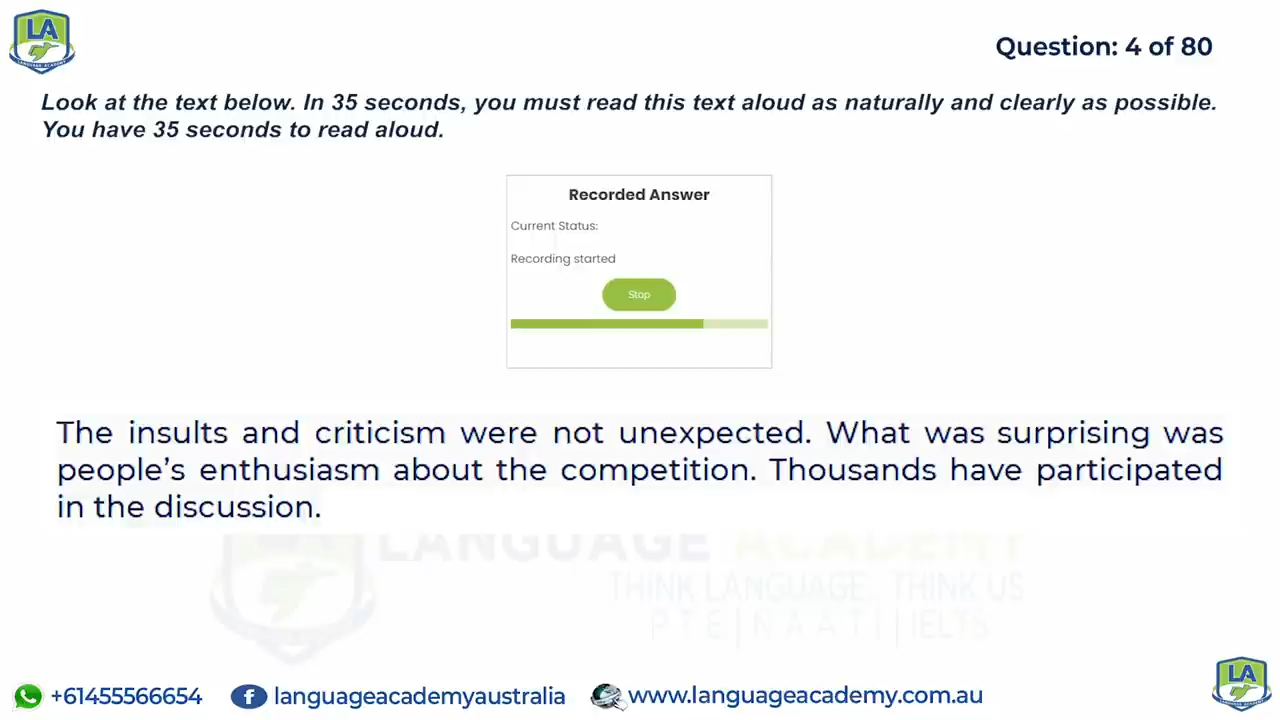 LA
LANGUAGE ACADEMY
Question: 4 of 80
Look at the text below. In 35 seconds, you must read this text aloud as naturally and clearly as possible.
You have 35 seconds to read aloud.
Recorded Answer
Current Status:
Recording started
Stop
The insults and criticism were not unexpected. What was surprising was
people's enthusiasm about the competition. Thousands have participated
in the discussion.
LANGUAGE ACADEMY
THINK LANGUAGE, THINK US
PTE | NAATI | IELTS
+61455566654
languageacademyaustralia
www.languageacademy.com.au
LA